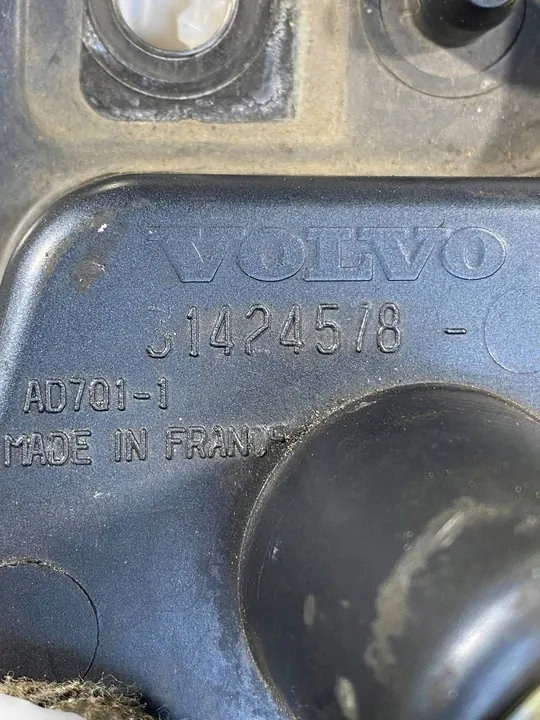 VOLVO
31424578 -
AD7Q1-1
MADE IN FRANCE